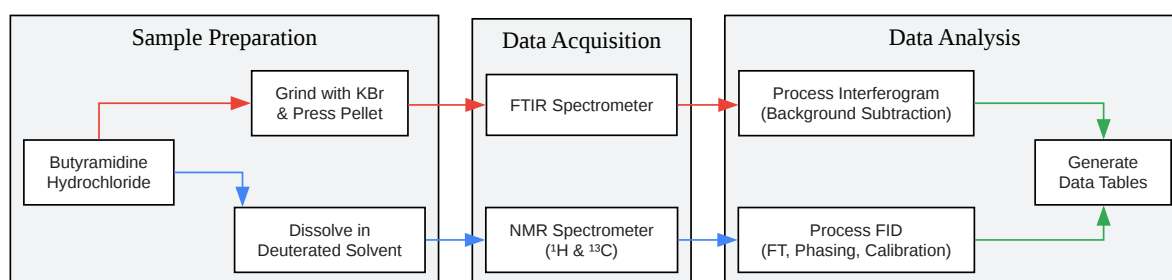 Sample Preparation
Data Acquisition
Data Analysis
Grind with KBr
& Press Pellet
FTIR Spectrometer
Process Interferogram
(Background Subtraction)
Butyramidine
Hydrochloride
Generate
Data Tables
Dissolve in
Deuterated Solvent
NMR Spectrometer
(¹H & ¹³C)
Process FID
(FT, Phasing, Calibration)